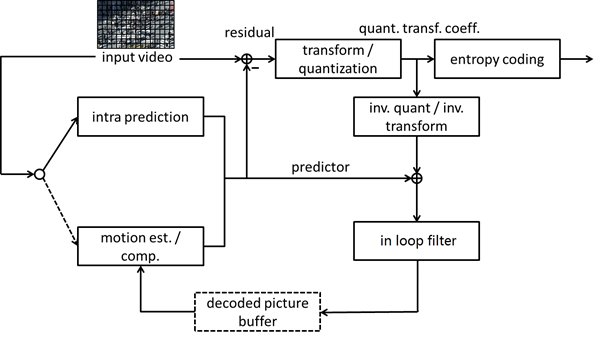 residual
quant. transf. coeff.
input video
transform /
quantization
entropy coding
intra prediction
inv. quant / inv.
transform
predictor
motion est. /
comp.
in loop filter
decoded picture
buffer